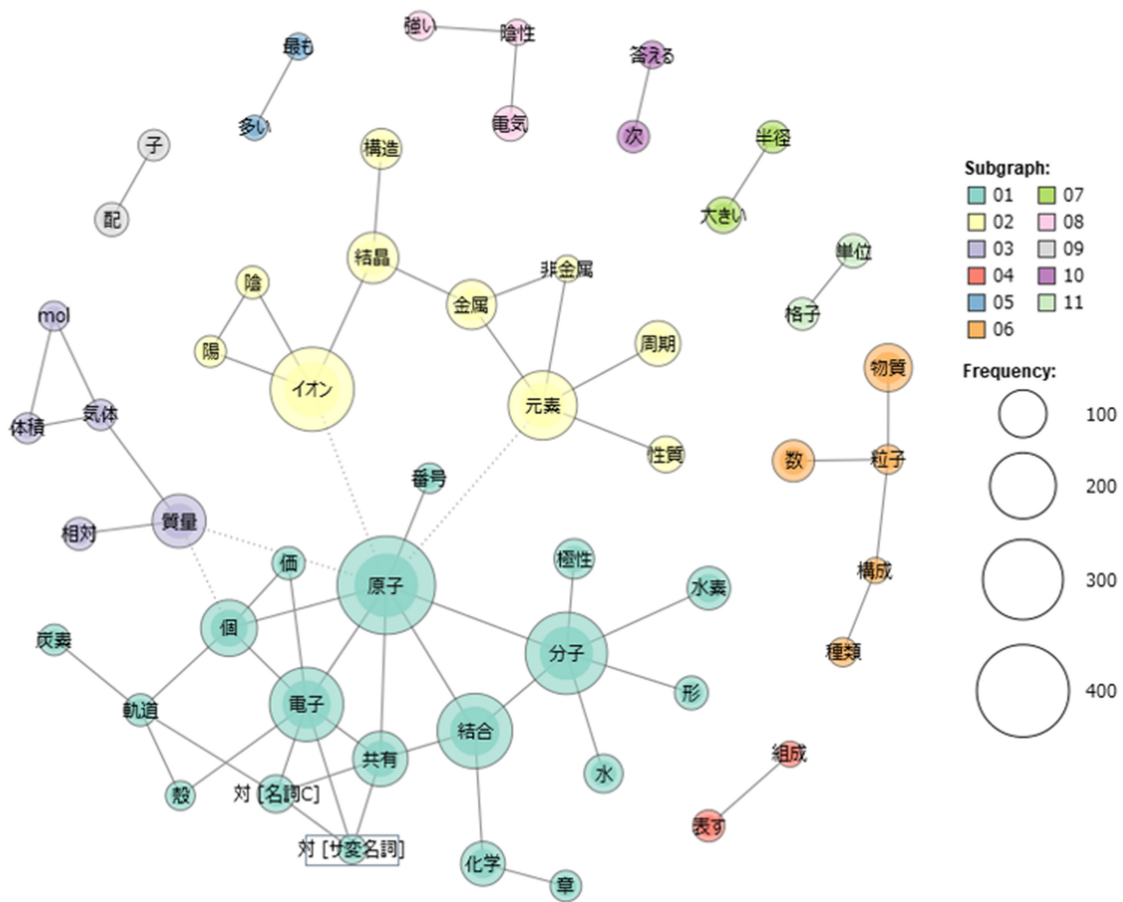 強い
陰性
最も
答える
多い
電気
次
半径
子
構造
配
大きい
単位
結晶
非金属
陰
金属
格子
mol
陽
周期
イオン
元素
物質
体積
気体
性質
数
粒子
番号
質量
相対
価
極性
原子
構成
水素
個
炭素
分子
種類
形
電子
軌道
結合
共有
組成
水
殻
対 [名詞C]
表す
対 [サ変名詞]
化学
章
Subgraph:
01 07
02 08
03 09
04 10
05 11
06
Frequency:
100
200
300
400